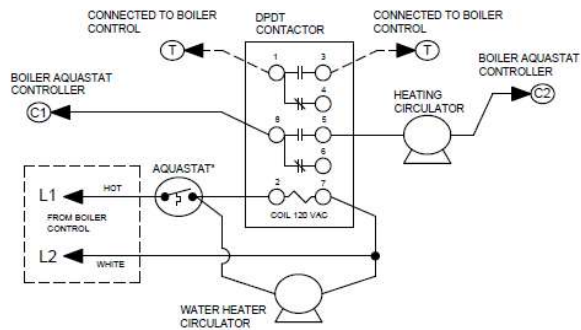 CONNECTED TO BOILER
CONTROL
DPDT
CONTACTOR
CONNECTED TO BOILER
CONTROL
T
T
1
3
4
BOILER AQUASTAT
CONTROLLER
BOILER AQUASTAT
CONTROLLER
HEATING
CIRCULATOR
C1
C2
8
5
6
AQUASTAT*
L1
HOT
2
7
COIL 120 VAC
FROM BOILER
CONTROL
L2
WHITE
WATER HEATER
CIRCULATOR